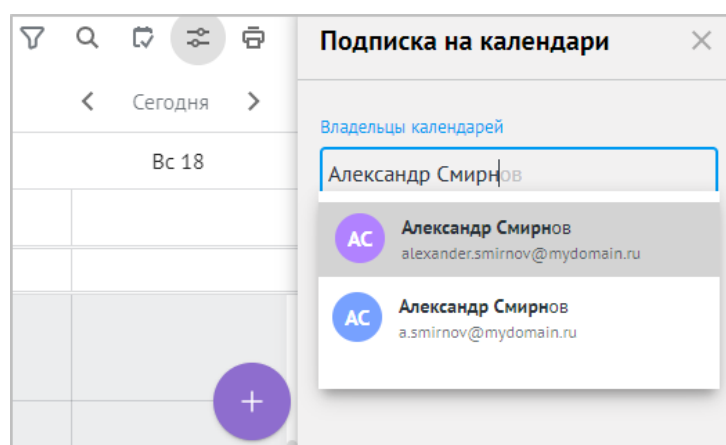 Подписка на календари
Сегодня
Вс 18
Владельцы календарей
Александр Смирнов
АС
Александр Смирнов
alexander.smirnov@mydomain.ru
АС
Александр Смирнов
a.smirnov@mydomain.ru